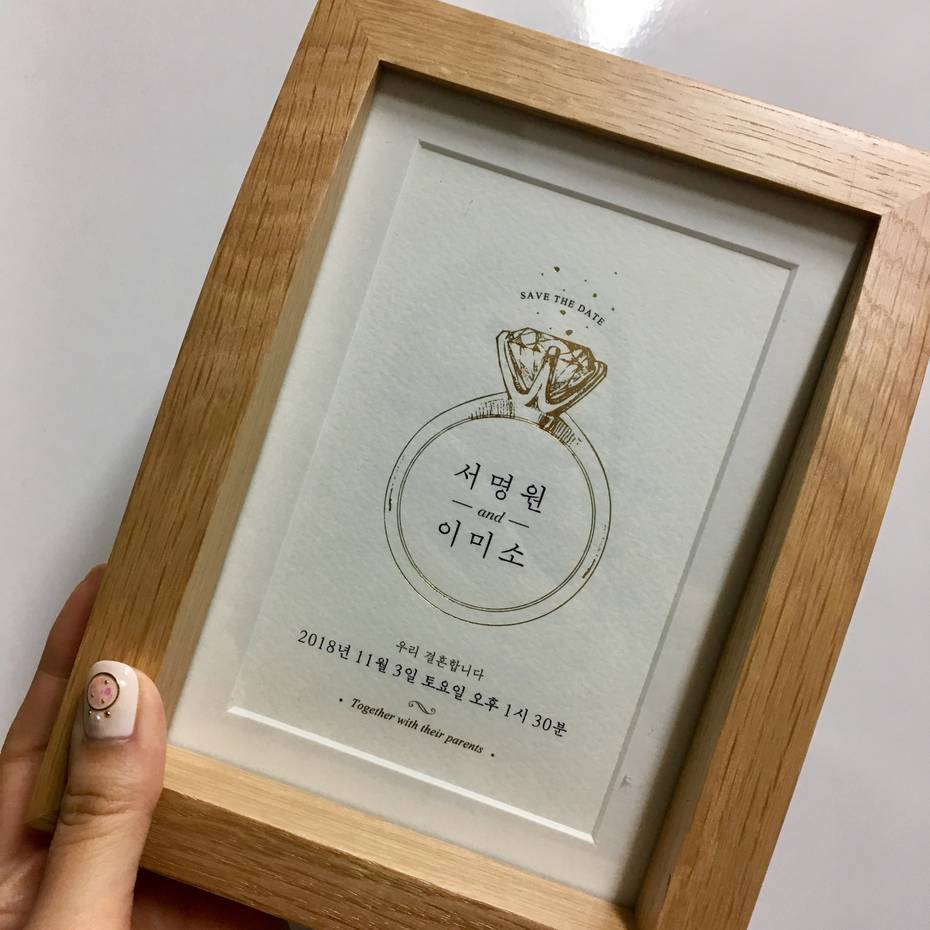 SAVE THE DATE
서명원
and
이미소
우리 결혼합니다
2018년 11월 3일 토요일 오후 1시 30분
Together with their parents